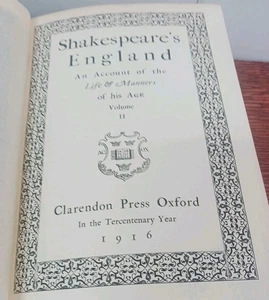 Shakespeare's
England
An Account of the
Life & Manners
of his Age
Volume
II
Clarendon Press Oxford
In the Tercentenary Year
1916